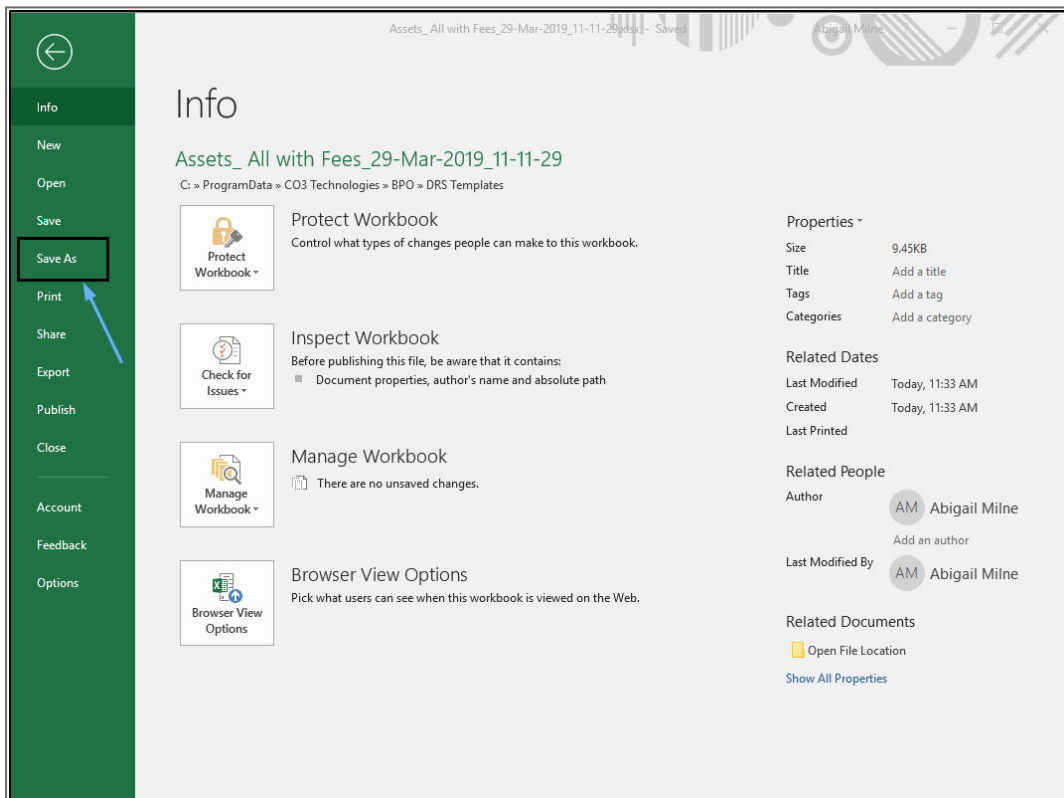 Assets_ All with Fees_29-Mar-2019_11-11-29.xlsx - Saved
Abigail Milne
?
Info
New
Open
Save
Save As
Print
Share
Export
Publish
Close
Account
Feedback
Options
Info
Assets_ All with Fees_29-Mar-2019_11-11-29
C: » ProgramData » CO3 Technologies » BPO » DRS Templates
Protect
Workbook
Protect Workbook
Control what types of changes people can make to this workbook.
Check for
Issues
Inspect Workbook
Before publishing this file, be aware that it contains:
Document properties, author's name and absolute path
Manage
Workbook
Manage Workbook
There are no unsaved changes.
Browser View
Options
Browser View Options
Pick what users can see when this workbook is viewed on the Web.
Properties
Size 9.45KB
Title Add a title
Tags Add a tag
Categories Add a category
Related Dates
Last Modified Today, 11:33 AM
Created Today, 11:33 AM
Last Printed
Related People
Author AM Abigail Milne
Add an author
Last Modified By AM Abigail Milne
Related Documents
Open File Location
Show All Properties